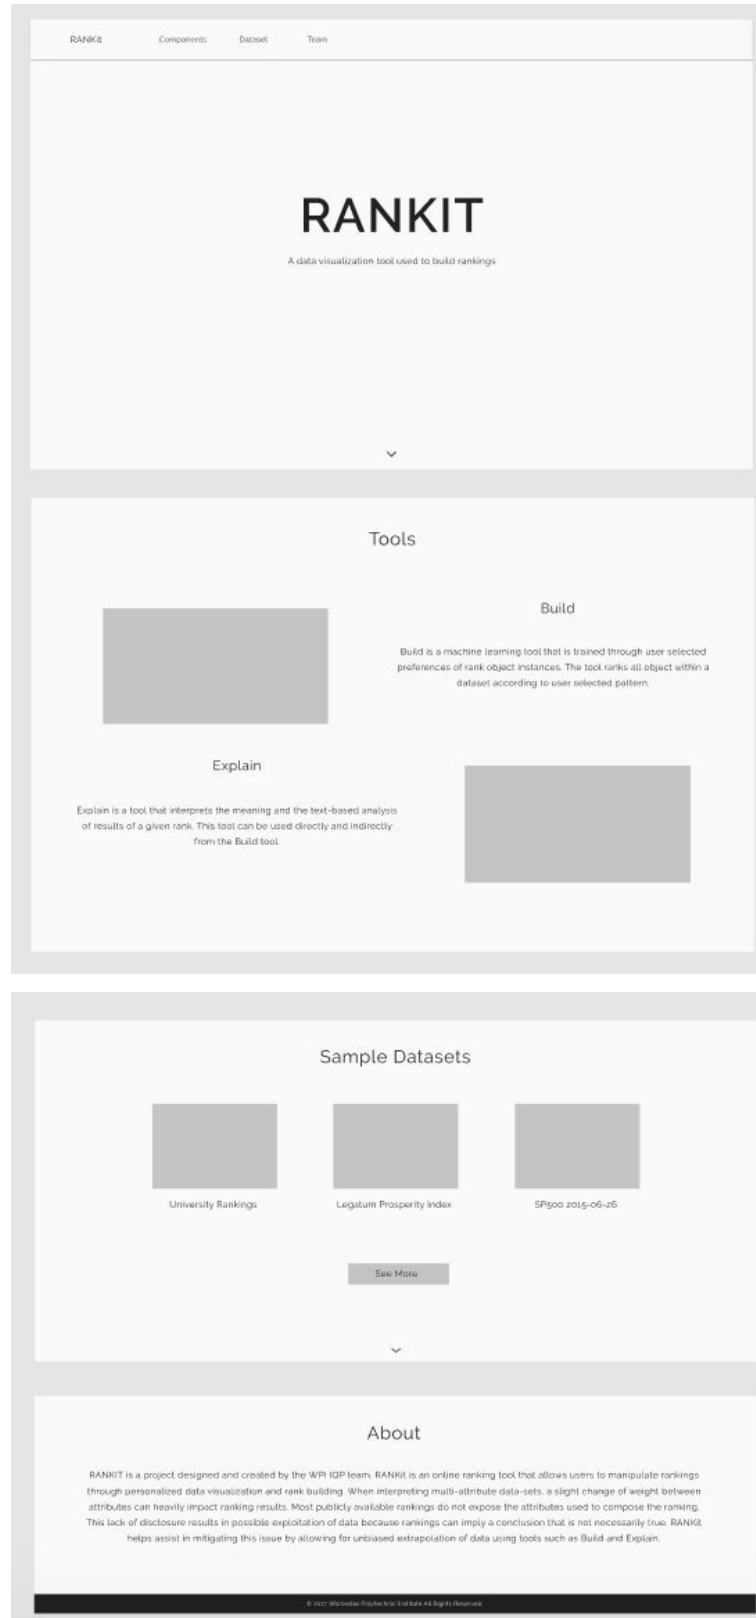 RANKit Components Dataset Team
RANKIT
A data visualization tool used to build rankings
Tools
Build
Build is a machine learning tool that is trained through user selected
preferences of rank object instances. The tool ranks all object within a
dataset according to user selected pattern.
Explain
Explain is a tool that interprets the meaning and the text-based analysis
of results of a given rank. This tool can be used directly and indirectly
from the Build tool.
Sample Datasets
University Rankings
Legatum Prosperity Index
SP500 2015-06-26
See More
About
RANKIT is a project designed and created by the WPI IQP team. RANKit is an online ranking tool that allows users to manipulate rankings
through personalized data visualization and rank building. When interpreting multi-attribute data-sets, a slight change of weight between
attributes can heavily impact ranking results. Most publicly available rankings do not expose the attributes used to compose the ranking.
This lack of disclosure results in possible exploitation of data because rankings can imply a conclusion that is not necessarily true. RANKit
helps assist in mitigating this issue by allowing for unbiased extrapolation of data using tools such as Build and Explain.
© 2017 Worcester Polytechnic Institute All Rights Reserved.